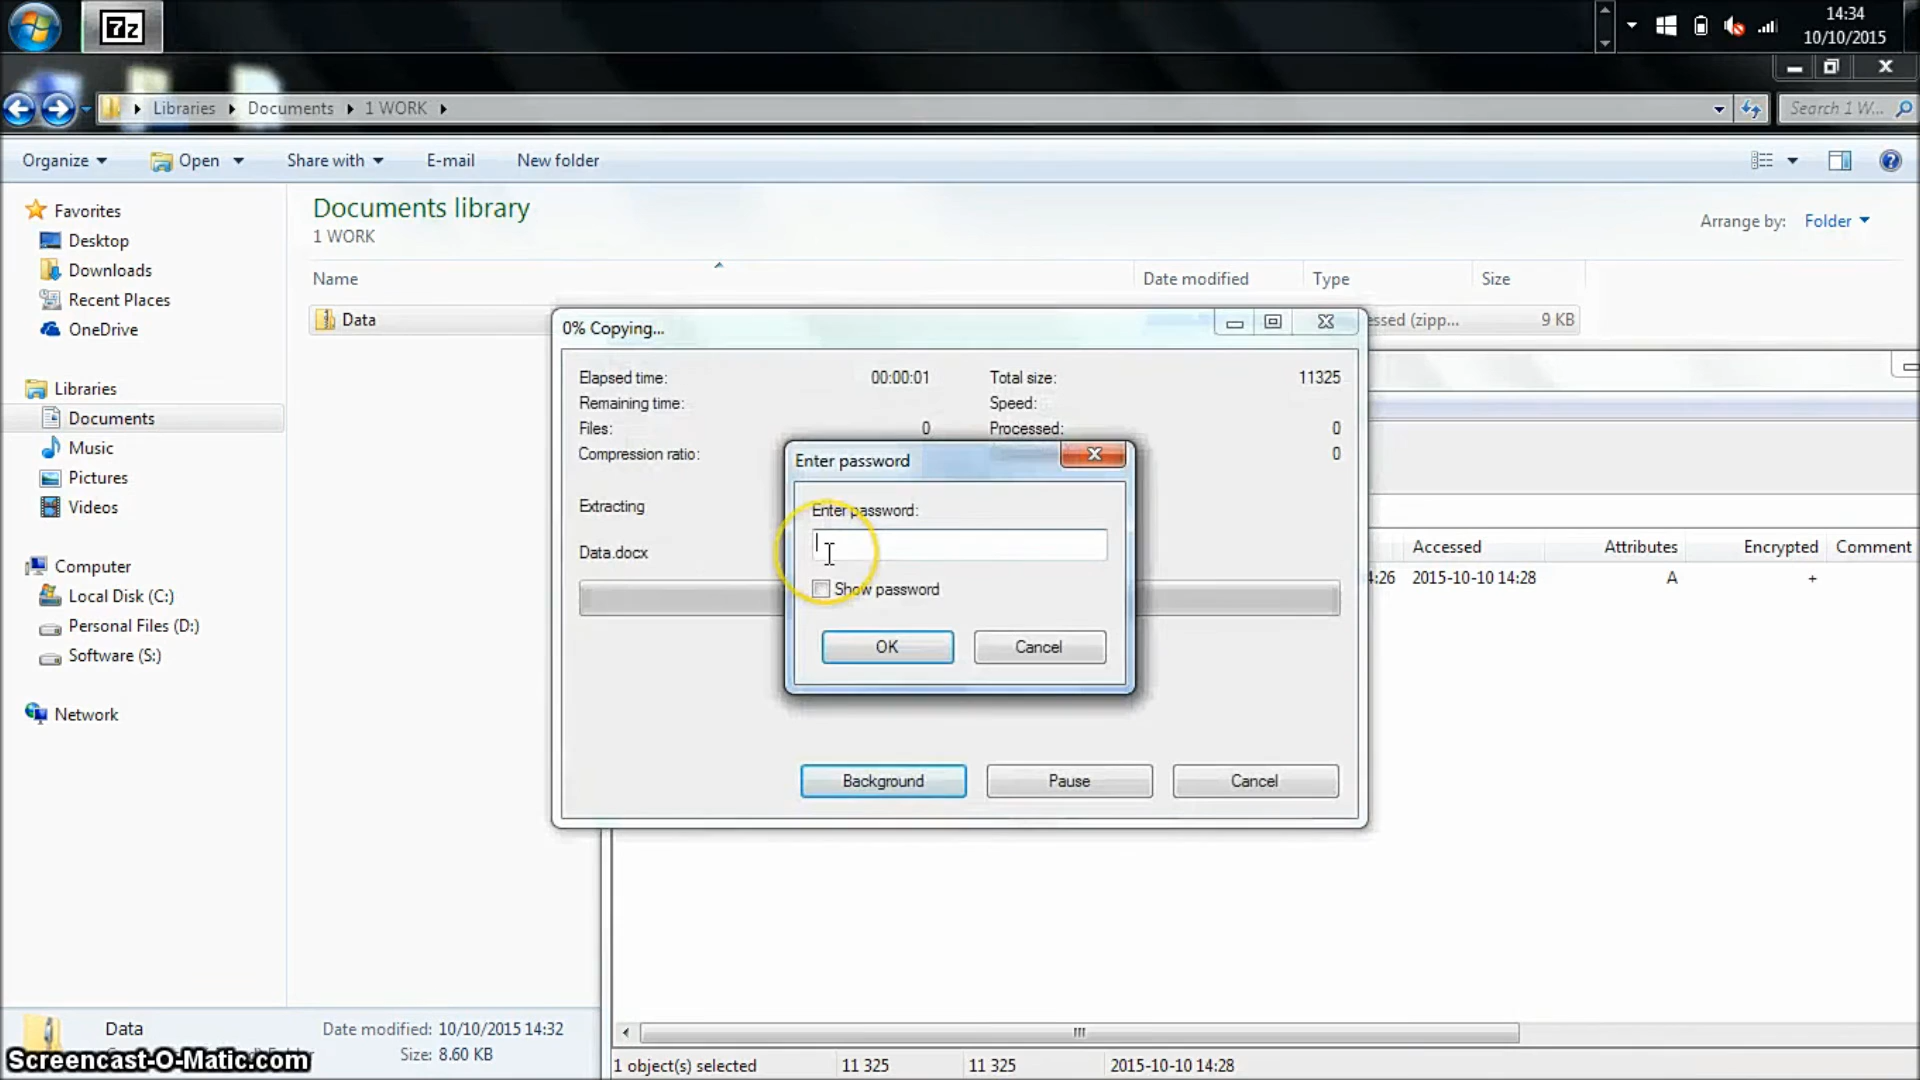 7z
14:34
10/10/2015
Libraries Documents 1 WORK
Search 1 W...
Organize Open Share with E-mail New folder
Favorites
Desktop
Downloads
Recent Places
OneDrive
Libraries
Documents
Music
Pictures
Videos
Computer
Local Disk (C:)
Personal Files (D:)
Software (S:)
Network
Documents library
1 WORK
Arrange by: Folder
Name Date modified Type Size
Data essed (zipp... 9 KB
0% Copying...
Elapsed time: 00:00:01 Total size: 11325
Remaining time: Speed:
Files: 0 Processed: 0
Compression ratio: 0
Extracting
Data.docx
Enter password
Enter password:
Show password
OK Cancel
Background Pause Cancel
Accessed Attributes Encrypted Comment
4:26 2015-10-10 14:28 A +
Data Date modified: 10/10/2015 14:32
Size: 8.60 KB
Screencast-O-Matic.com
1 object(s) selected 11 325 11 325 2015-10-10 14:28